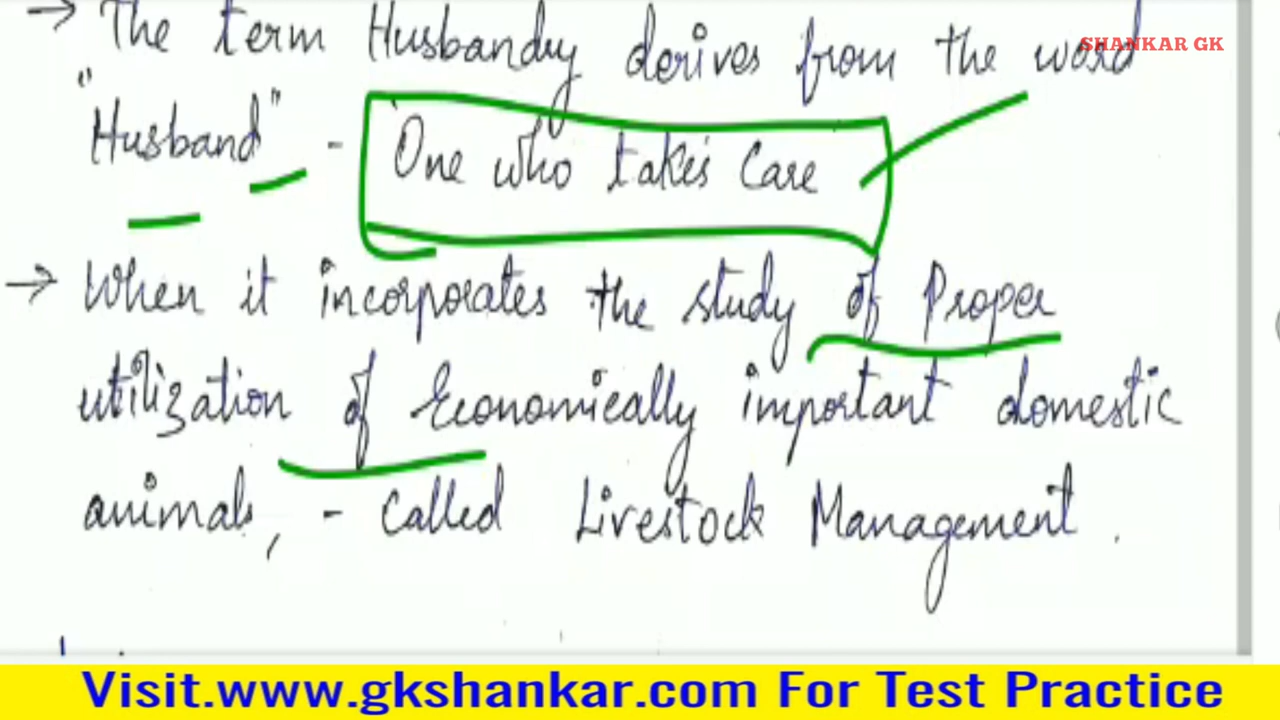 → The term Husbandry derives from the word
SHANKAR GK
"Husband" - 'One who takes Care
→ When it incorporates the study of Proper
utilization of Economically important domestic
animals, - Called Livestock Management.
Visit.www.gkshankar.com For Test Practice